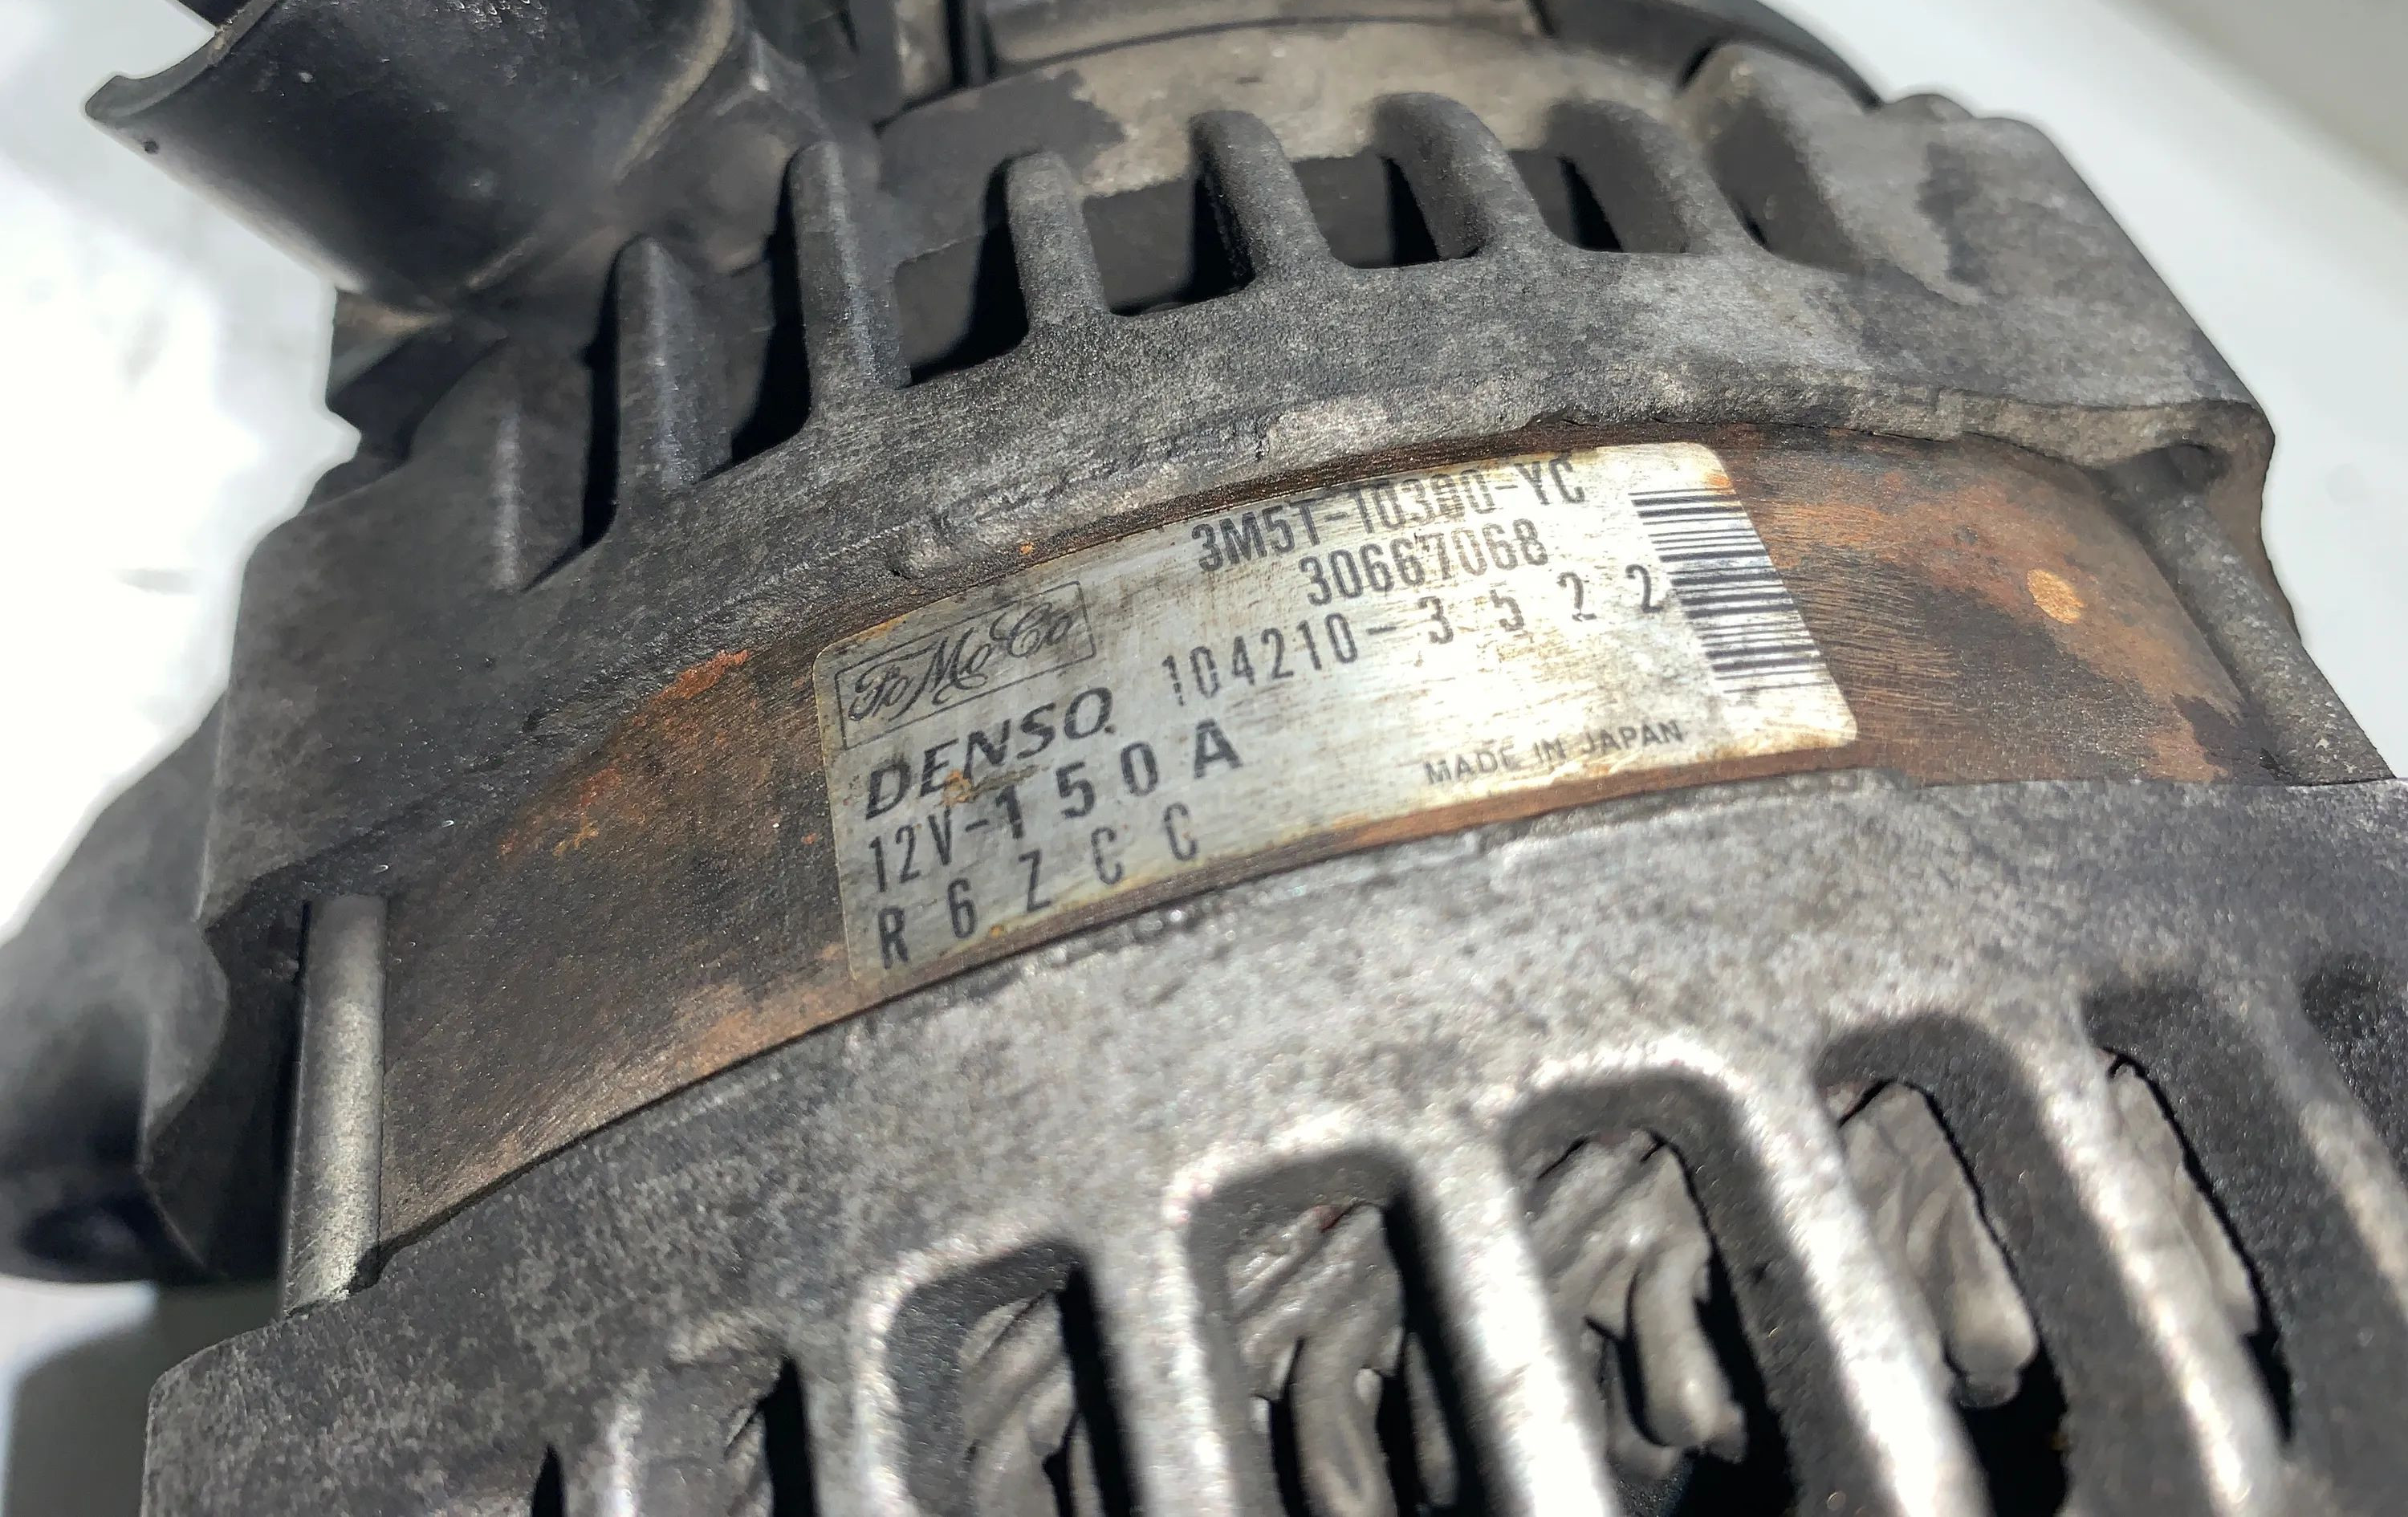 3M5T-10300-YC
30667068
FoMoCo
DENSO 104210-3522
12V-150A
MADE IN JAPAN
R6ZCC